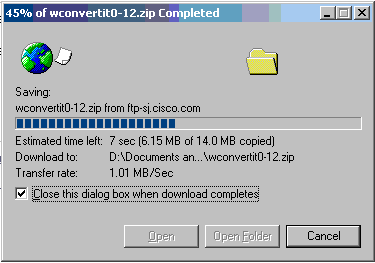 45% of wconvertit0-12.zip Completed
Saving:
wconvertit0-12.zip from ftp-sj.cisco.com
Estimated time left: 7 sec (6.15 MB of 14.0 MB copied)
Download to: D:\Documents an...\wconvertit0-12.zip
Transfer rate: 1.01 MB/Sec
Close this dialog box when download completes
Open Open Folder Cancel